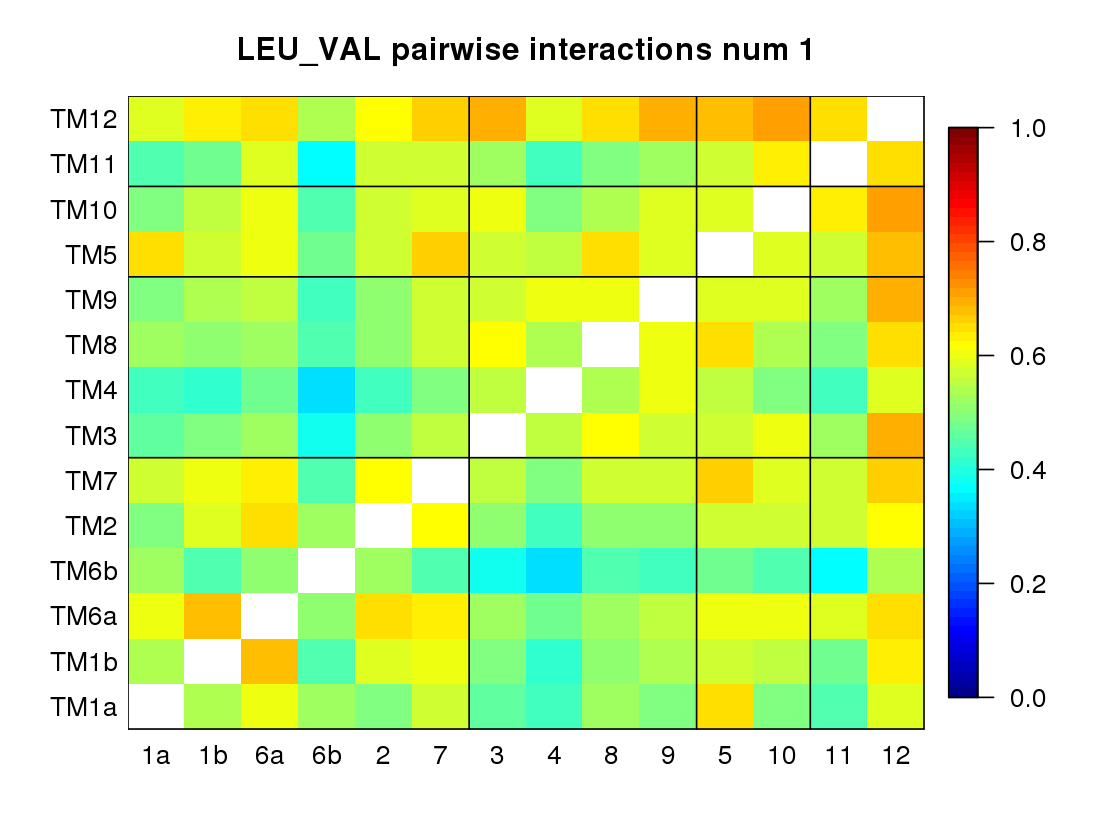 LEU_VAL pairwise interactions num 1
TM12
TM11
TM10
TM5
TM9
TM8
TM4
TM3
TM7
TM2
TM6b
TM6a
TM1b
TM1a
1a 1b 6a 6b 2 7 3 4 8 9 5 10 11 12
1.0
0.8
0.6
0.4
0.2
0.0